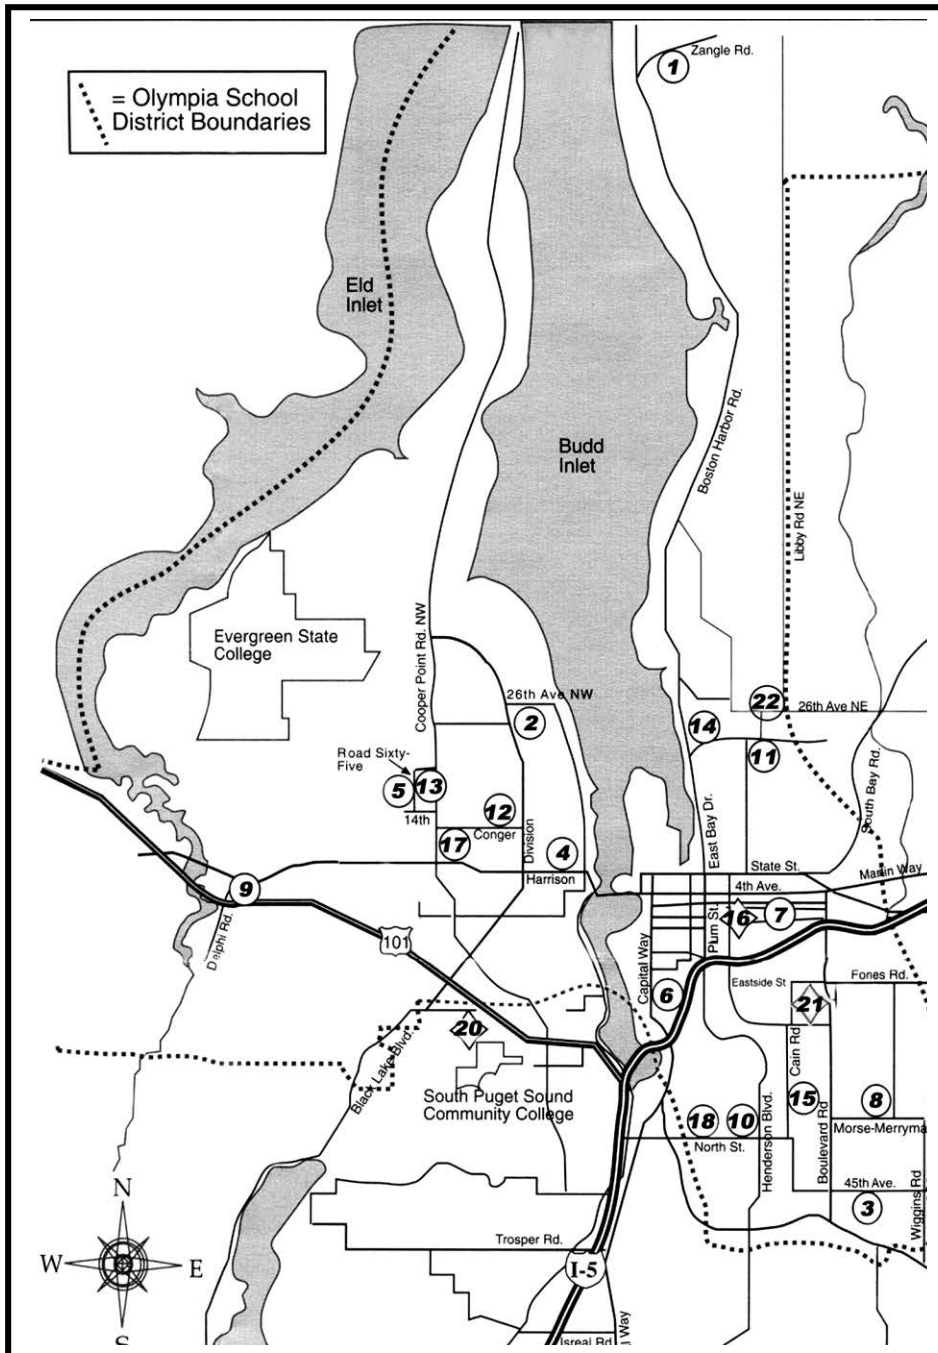 Zangle Rd.
1
= Olympia School
District Boundaries
Eld
Inlet
Budd
Inlet
Boston Harbor Rd.
Libby Rd NE
Evergreen State
College
Cooper Point Rd. NW
26th Ave NW
2
22
26th Ave NE
14
11
Road Sixty-
Five
5
13
14th
12
Conger
17
Division
4
Harrison
East Bay Dr.
South Bay Rd.
State St.
Martin Way
4th Ave.
9
Delphi Rd.
101
Plum St.
16
7
Capital Way
6
Eastside St
Fones Rd.
21
20
Black Lake Blvd.
South Puget Sound
Community College
Cain Rd
15
8
Morse-Merryma
18
10
North St.
Henderson Blvd.
Boulevard Rd
45th Ave.
3
Wiggins Rd
Trosper Rd.
I-5
Isreal Rd
Way
N
W
E
S